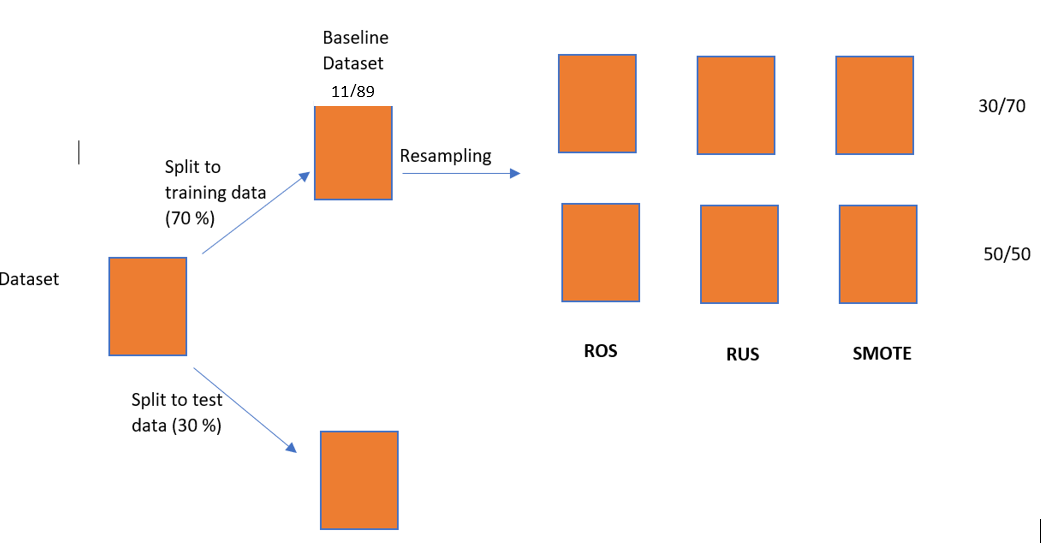 Baseline
Dataset
11/89
Split to
training data
(70 %)
Resampling
30/70
50/50
Dataset
ROS
RUS
SMOTE
Split to test
data (30 %)